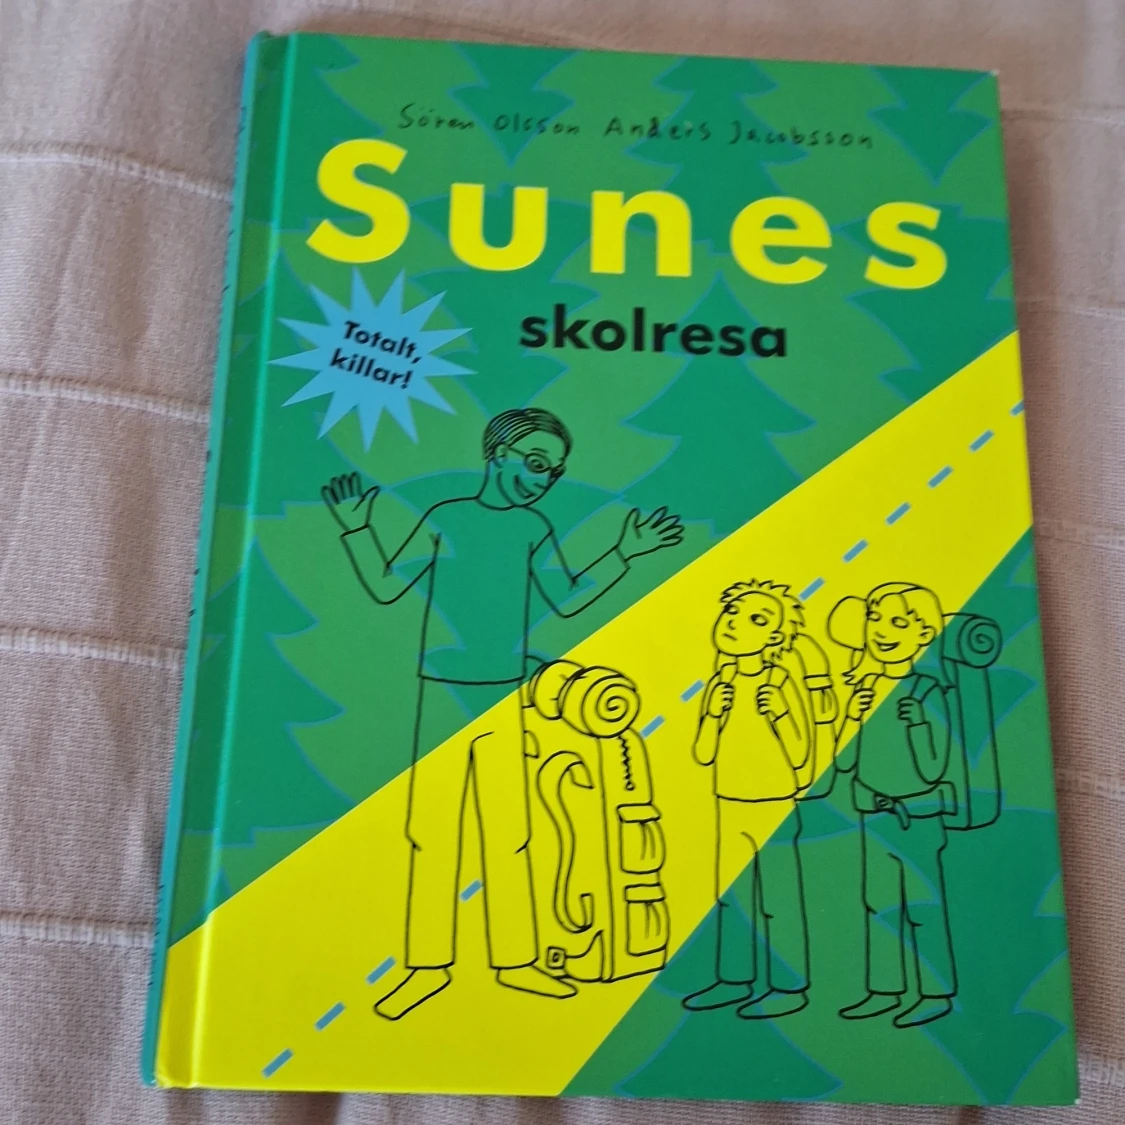 Sören Olsson Anders Jacobsson
Sunes
skolresa
Totalt,
killar!